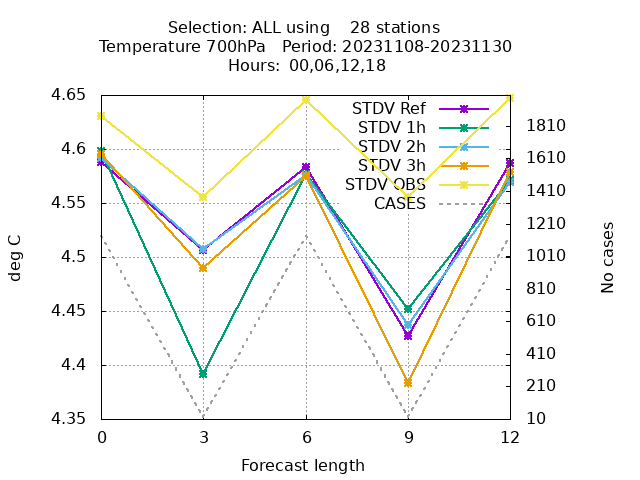 Selection: ALL using    28 stations
Temperature 700hPa   Period: 20231108-20231130
Hours: 00,06,12,18
STDV Ref
STDV 1h
STDV 2h
STDV 3h
STDV OBS
CASES
4.65
4.6
4.55
4.5
4.45
4.4
4.35
deg C
1810
1610
1410
1210
1010
810
610
410
210
10
No cases
0 3 6 9 12
Forecast length